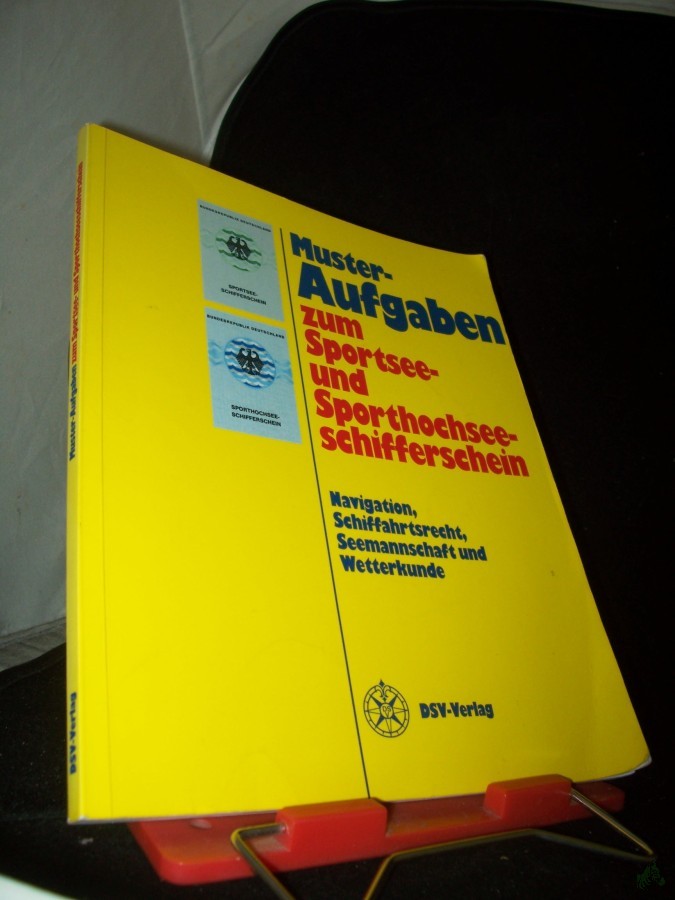 Muster-Aufgaben zum Sportsee- und Sporthochseeschifferschein
DSV-Verlag
BUNDESREPUBLIK DEUTSCHLAND
SPORTSEE-
SCHIFFERSCHEIN
BUNDESREPUBLIK DEUTSCHLAND
SPORTHOCHSEE-
SCHIFFERSCHEIN
Muster-
Aufgaben
zum
Sportsee-
und
Sporthochsee-
schifferschein
Navigation,
Schiffahrtsrecht,
Seemannschaft und
Wetterkunde
DSV-Verlag